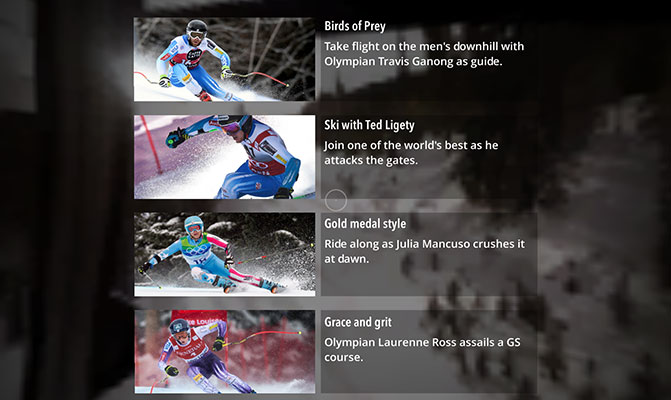 Birds of Prey
Take flight on the men's downhill with
Olympian Travis Ganong as guide.
Ski with Ted Ligety
Join one of the world's best as he
attacks the gates.
Gold medal style
Ride along as Julia Mancuso crushes it
at dawn.
Grace and grit
Olympian Laurenne Ross assails a GS
course.